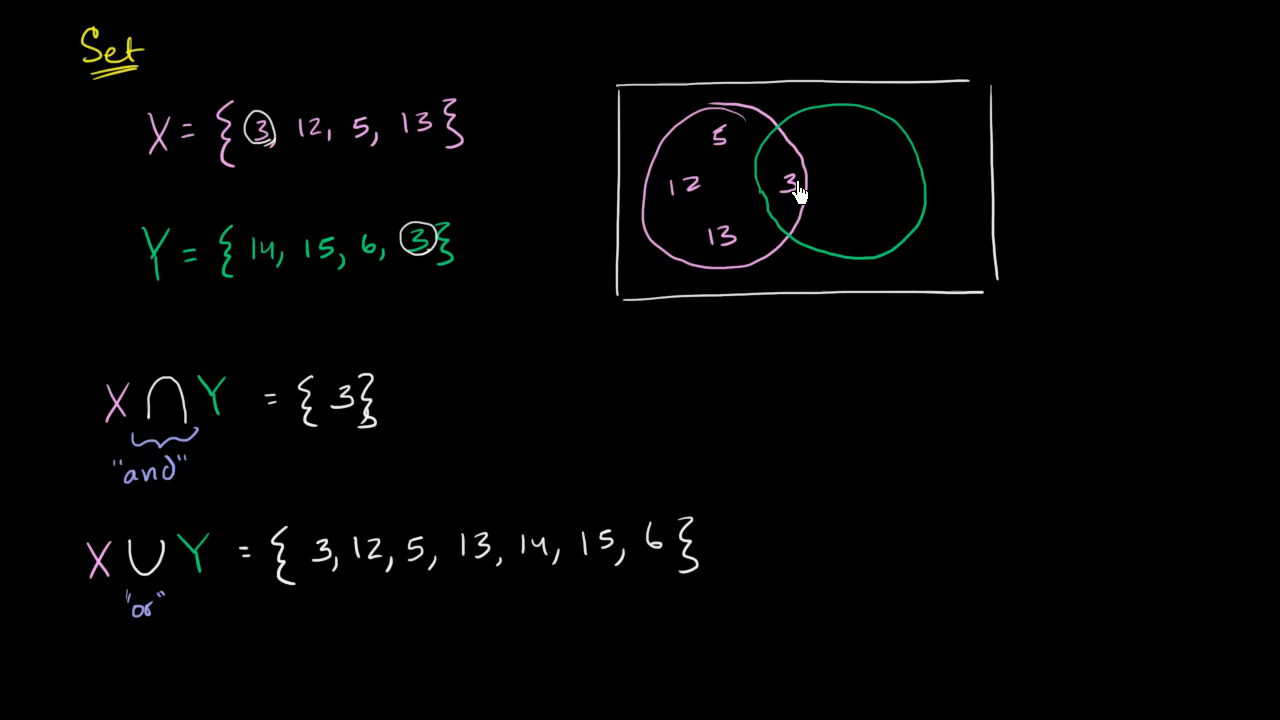 Set
X = { 3, 12, 5, 13 }
Y = { 14, 15, 6, 3 }
5
12
3
13
X ∩ Y = { 3 }
"and"
X ∪ Y = { 3, 12, 5, 13, 14, 15, 6 }
"or"